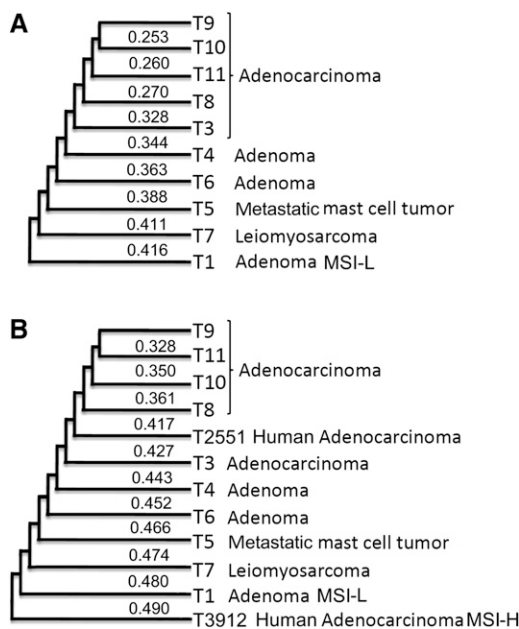 A
T9
0.253
T10
0.260
T11 Adenocarcinoma
0.270
T8
0.328
T3
0.344
T4 Adenoma
0.363
T6 Adenoma
0.388
T5 Metastatic mast cell tumor
0.411
T7 Leiomyosarcoma
0.416
T1 Adenoma MSI-L
B
T9
0.328
T11
0.350
Adenocarcinoma
T10
0.361
T8
0.417
T2551 Human Adenocarcinoma
0.427
T3 Adenocarcinoma
0.443
T4 Adenoma
0.452
T6 Adenoma
0.466
T5 Metastatic mast cell tumor
0.474
T7 Leiomyosarcoma
0.480
T1 Adenoma MSI-L
0.490
T3912 Human Adenocarcinoma MSI-H